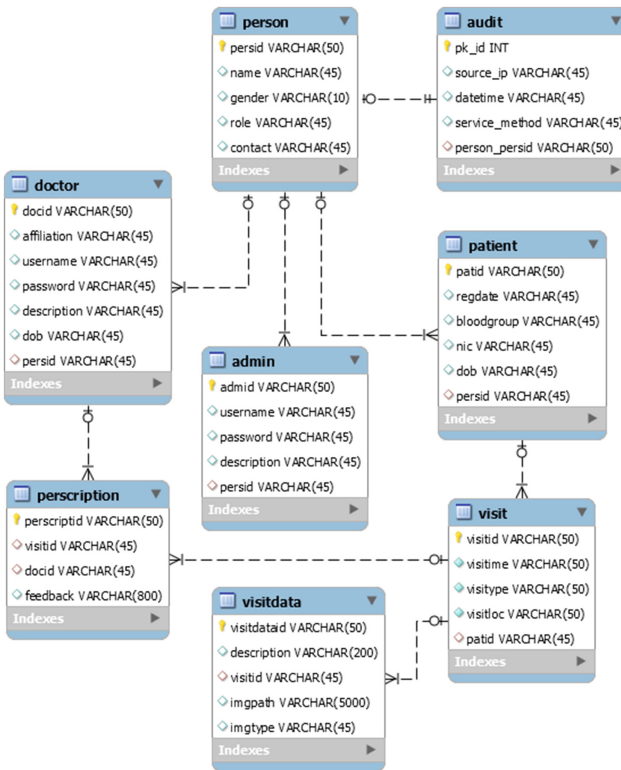 person
persid VARCHAR(50)
name VARCHAR(45)
gender VARCHAR(10)
role VARCHAR(45)
contact VARCHAR(45)
Indexes
audit
pk_id INT
source_ip VARCHAR(45)
datetime VARCHAR(45)
service_method VARCHAR(45)
person_persid VARCHAR(50)
Indexes
doctor
docid VARCHAR(50)
affiliation VARCHAR(45)
username VARCHAR(45)
password VARCHAR(45)
description VARCHAR(45)
dob VARCHAR(45)
persid VARCHAR(45)
Indexes
patient
patid VARCHAR(50)
regdate VARCHAR(45)
bloodgroup VARCHAR(45)
nic VARCHAR(45)
dob VARCHAR(45)
persid VARCHAR(45)
Indexes
admin
admid VARCHAR(50)
username VARCHAR(45)
password VARCHAR(45)
description VARCHAR(45)
persid VARCHAR(45)
Indexes
perscription
perscriptid VARCHAR(50)
visitid VARCHAR(45)
docid VARCHAR(45)
feedback VARCHAR(800)
Indexes
visit
visitid VARCHAR(50)
visitime VARCHAR(50)
visitype VARCHAR(50)
visitloc VARCHAR(50)
patid VARCHAR(45)
Indexes
visitdata
visitdataid VARCHAR(50)
description VARCHAR(200)
visitid VARCHAR(45)
imgpath VARCHAR(5000)
imgtype VARCHAR(45)
Indexes